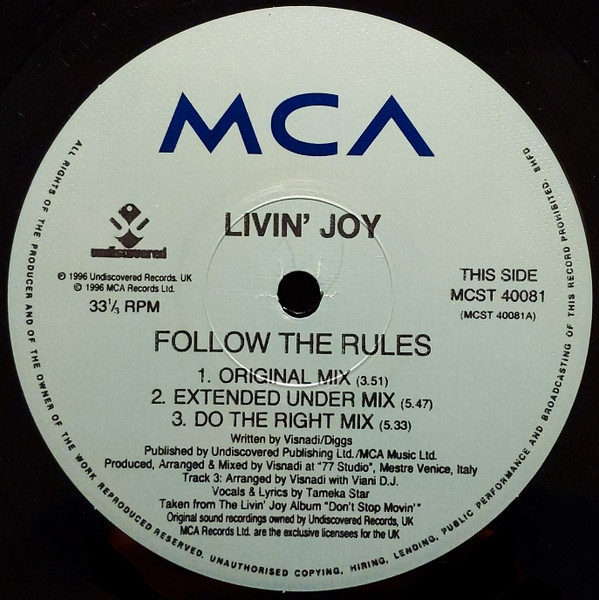 MCA
LIVIN' JOY
undiscovered
℗ 1996 Undiscovered Records. UK
© 1996 MCA Records Ltd.
33⅓ RPM
THIS SIDE
MCST 40081
(MCST 40081A)
FOLLOW THE RULES
1. ORIGINAL MIX (3.51)
2. EXTENDED UNDER MIX (5.47)
3. DO THE RIGHT MIX (5.33)
Written by Visnadi/Diggs
Published by Undiscovered Publishing Ltd./MCA Music Ltd.
Produced, Arranged & Mixed by Visnadi at "77 Studio", Mestre Venice, Italy
Track 3: Arranged by Visnadi with Viani D.J.
Vocals & Lyrics by Tameka Star
Taken from The Livin' Joy Album "Don't Stop Movin'"
Original sound recordings owned by Undiscovered Records, UK
MCA Records Ltd. are the exclusive licensees for the UK
ALL RIGHTS OF THE PRODUCER AND OF THE OWNER OF THE WORK REPRODUCED RESERVED. UNAUTHORISED COPYING, HIRING, LENDING, PUBLIC PERFORMANCE AND BROADCASTING OF THIS RECORD PROHIBITED. BHFD